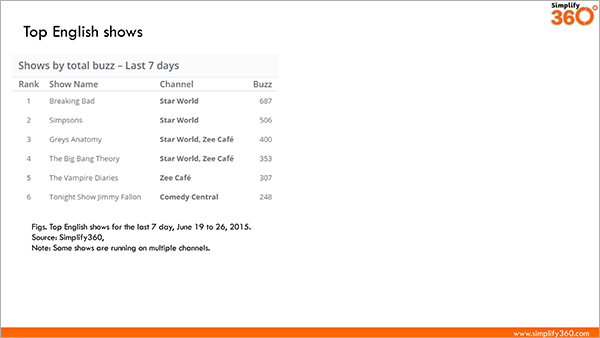 Simplify
360°
Top English shows
Shows by total buzz – Last 7 days
Rank Show Name Channel Buzz
1 Breaking Bad Star World 687
2 Simpsons Star World 506
3 Greys Anatomy Star World, Zee Café 400
4 The Big Bang Theory Star World, Zee Café 353
5 The Vampire Diaries Zee Café 307
6 Tonight Show Jimmy Fallon Comedy Central 248
Figs. Top English shows for the last 7 day, June 19 to 26, 2015.
Source: Simplify360,
Note: Some shows are running on multiple channels.
www.simplify360.com